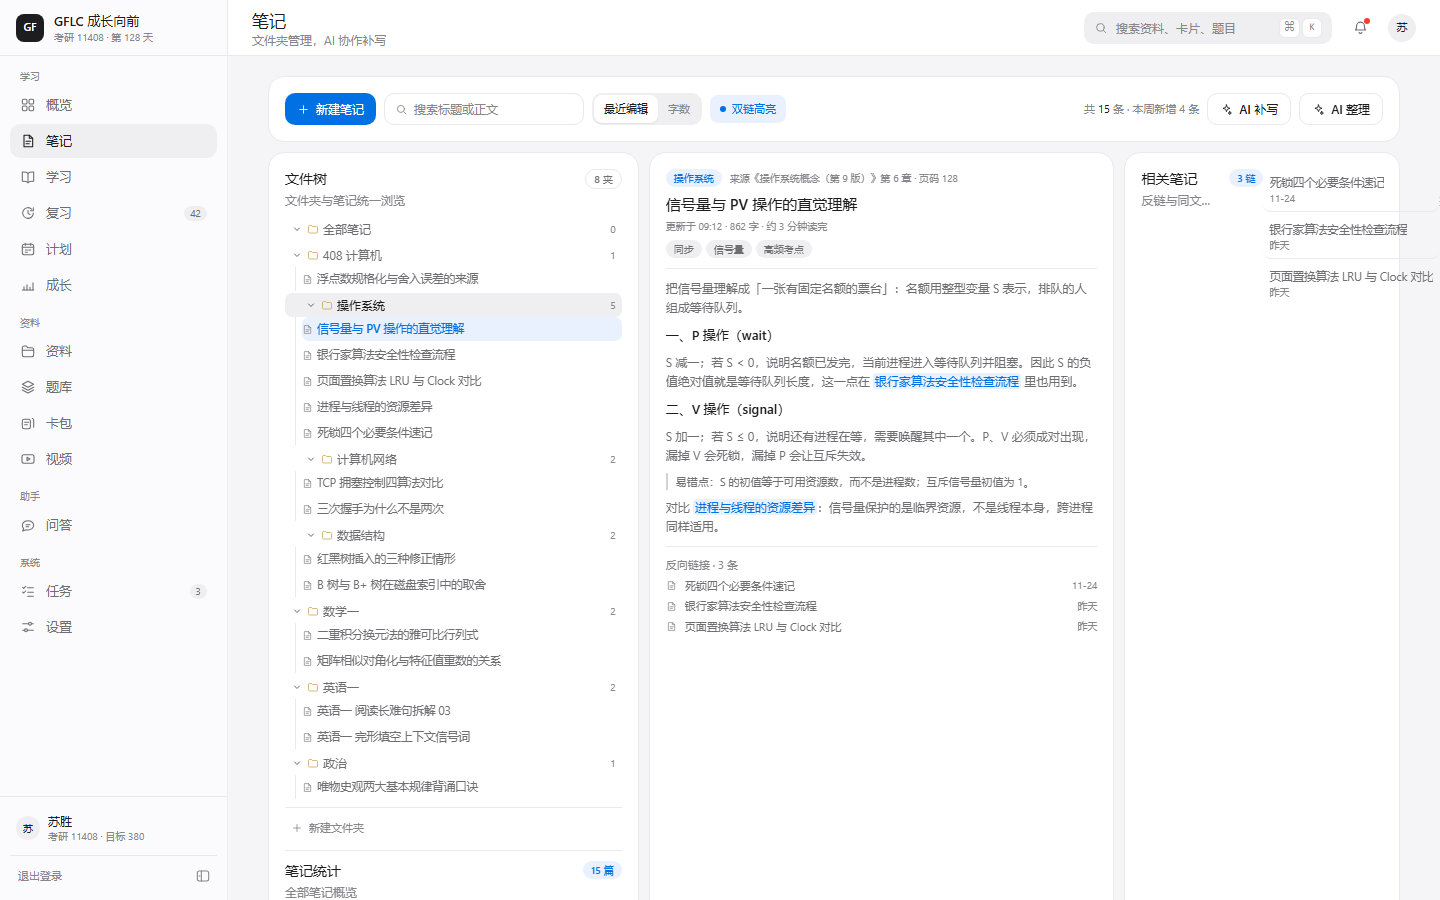 GF
GFLC 成长向前
考研 11408 · 第 128 天
学习
概览
笔记
学习
复习
42
计划
成长
资料
资料
题库
卡包
视频
助手
问答
系统
任务
3
设置
苏
苏胜
考研 11408 · 目标 380
退出登录
笔记
文件夹管理，AI 协作补写
搜索资料、卡片、题目
⌘
K
苏
新建笔记
搜索标题或正文
最近编辑
字数
双链高亮
共 15 条 · 本周新增 4 条
AI 补写
AI 整理
文件树
8 夹
文件夹与笔记统一浏览
全部笔记
0
408 计算机
1
浮点数规格化与舍入误差的来源
操作系统
5
信号量与 PV 操作的直觉理解
银行家算法安全性检查流程
页面置换算法 LRU 与 Clock 对比
进程与线程的资源差异
死锁四个必要条件速记
计算机网络
2
TCP 拥塞控制四算法对比
三次握手为什么不是两次
数据结构
2
红黑树插入的三种修正情形
B 树与 B+ 树在磁盘索引中的取舍
数学一
2
二重积分换元法的雅可比行列式
矩阵相似对角化与特征值重数的关系
英语一
2
英语一 阅读长难句拆解 03
英语一 完形填空上下文信号词
政治
1
唯物史观两大基本规律背诵口诀
新建文件夹
笔记统计
15 篇
全部笔记概览
操作系统
来源《操作系统概念（第 9 版）》第 6 章 · 页码 128
信号量与 PV 操作的直觉理解
更新于 09:12 · 862 字 · 约 3 分钟读完
同步
信号量
高频考点
把信号量理解成「一张有固定名额的票台」：名额用整型变量 S 表示，排队的人
组成等待队列。
一、P 操作（wait）
S 减一；若 S < 0，说明名额已发完，当前进程进入等待队列并阻塞。因此 S 的负
值绝对值就是等待队列长度，这一点在 银行家算法安全性检查流程 里也用到。
二、V 操作（signal）
S 加一；若 S ≤ 0，说明还有进程在等，需要唤醒其中一个。P、V 必须成对出现，
漏掉 V 会死锁，漏掉 P 会让互斥失效。
易错点：S 的初值等于可用资源数，而不是进程数；互斥信号量初值为 1。
对比 进程与线程的资源差异：信号量保护的是临界资源，不是线程本身，跨进程
同样适用。
反向链接 · 3 条
死锁四个必要条件速记
11-24
银行家算法安全性检查流程
昨天
页面置换算法 LRU 与 Clock 对比
昨天
相关笔记
3 链
反链与同文...
死锁四个必要条件速记
11-24
银行家算法安全性检查流程
昨天
页面置换算法 LRU 与 Clock 对比
昨天